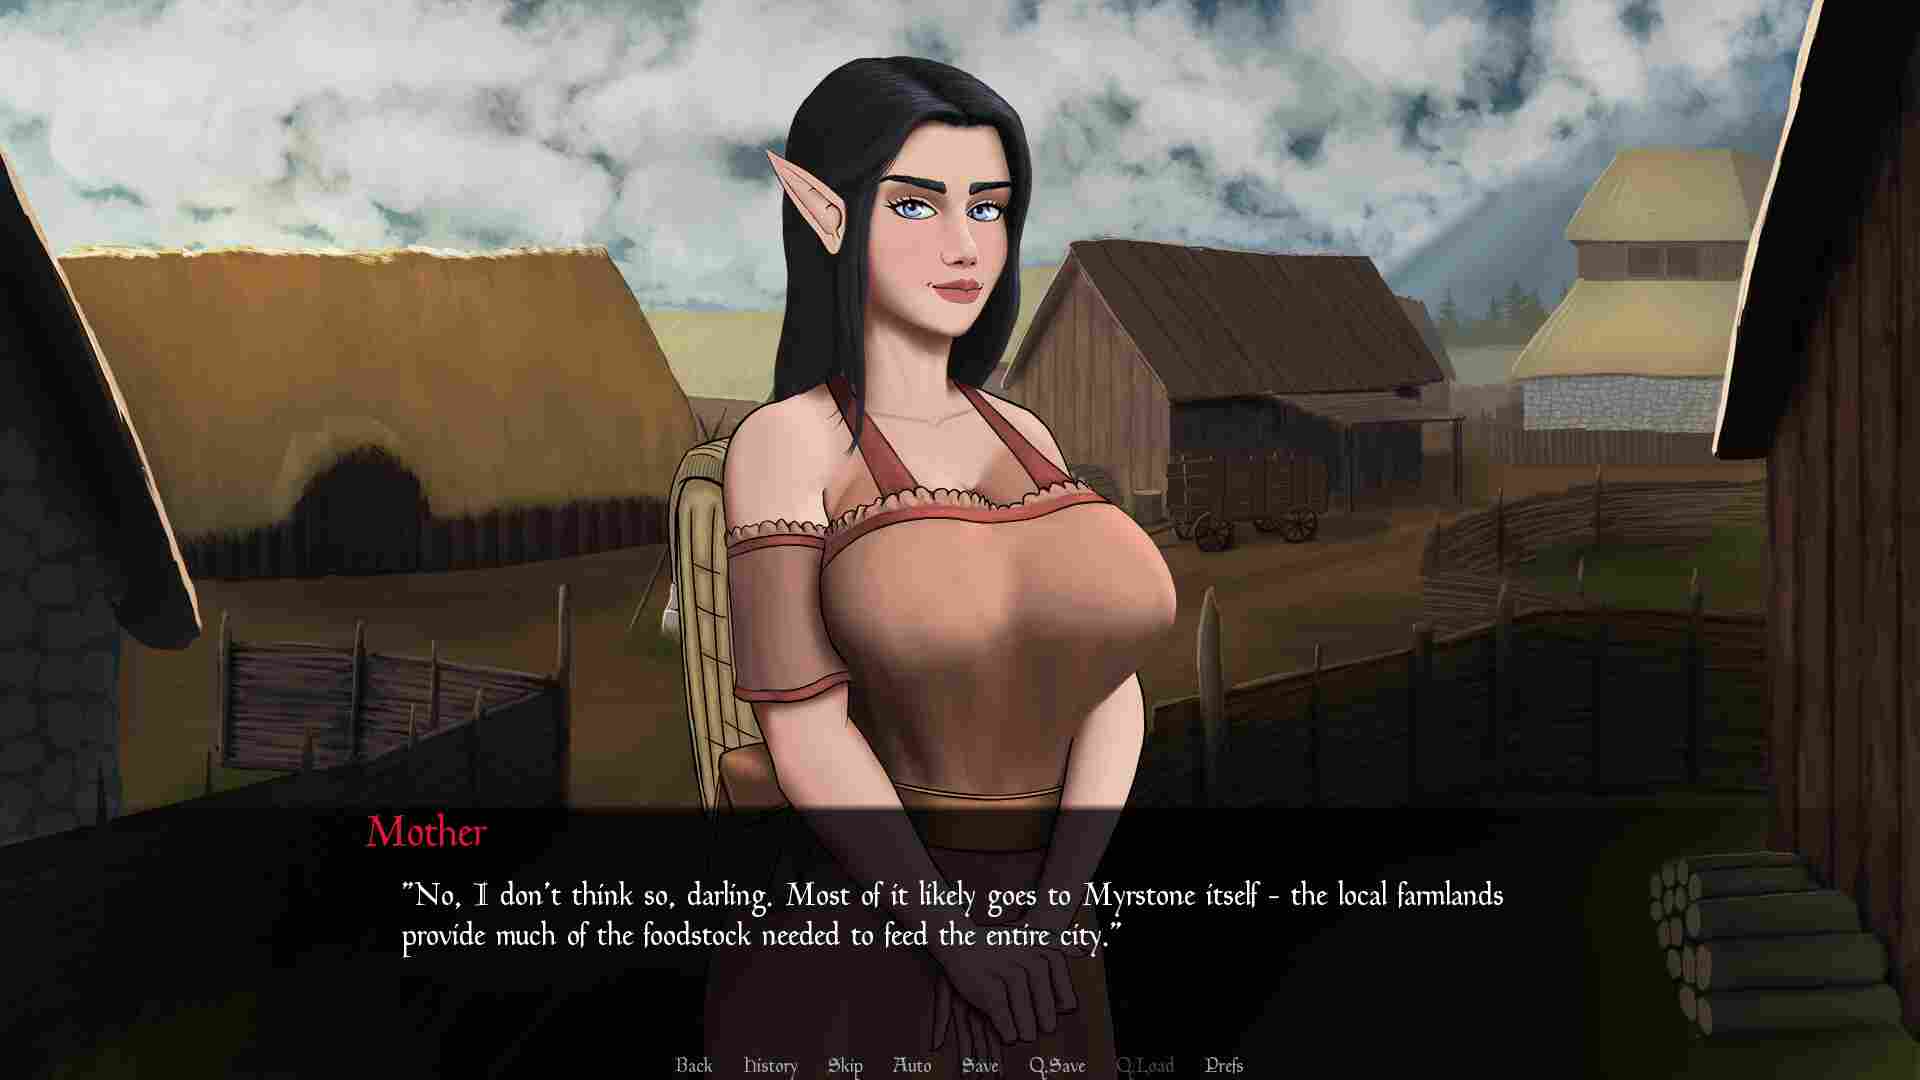 Mother
"No, I don't think so, darling. Most of it likely goes to Myrstone itself - the local farmlands
provide much of the foodstock needed to feed the entire city."
Back History Skip Auto Save Q.Save Q.Load Prefs